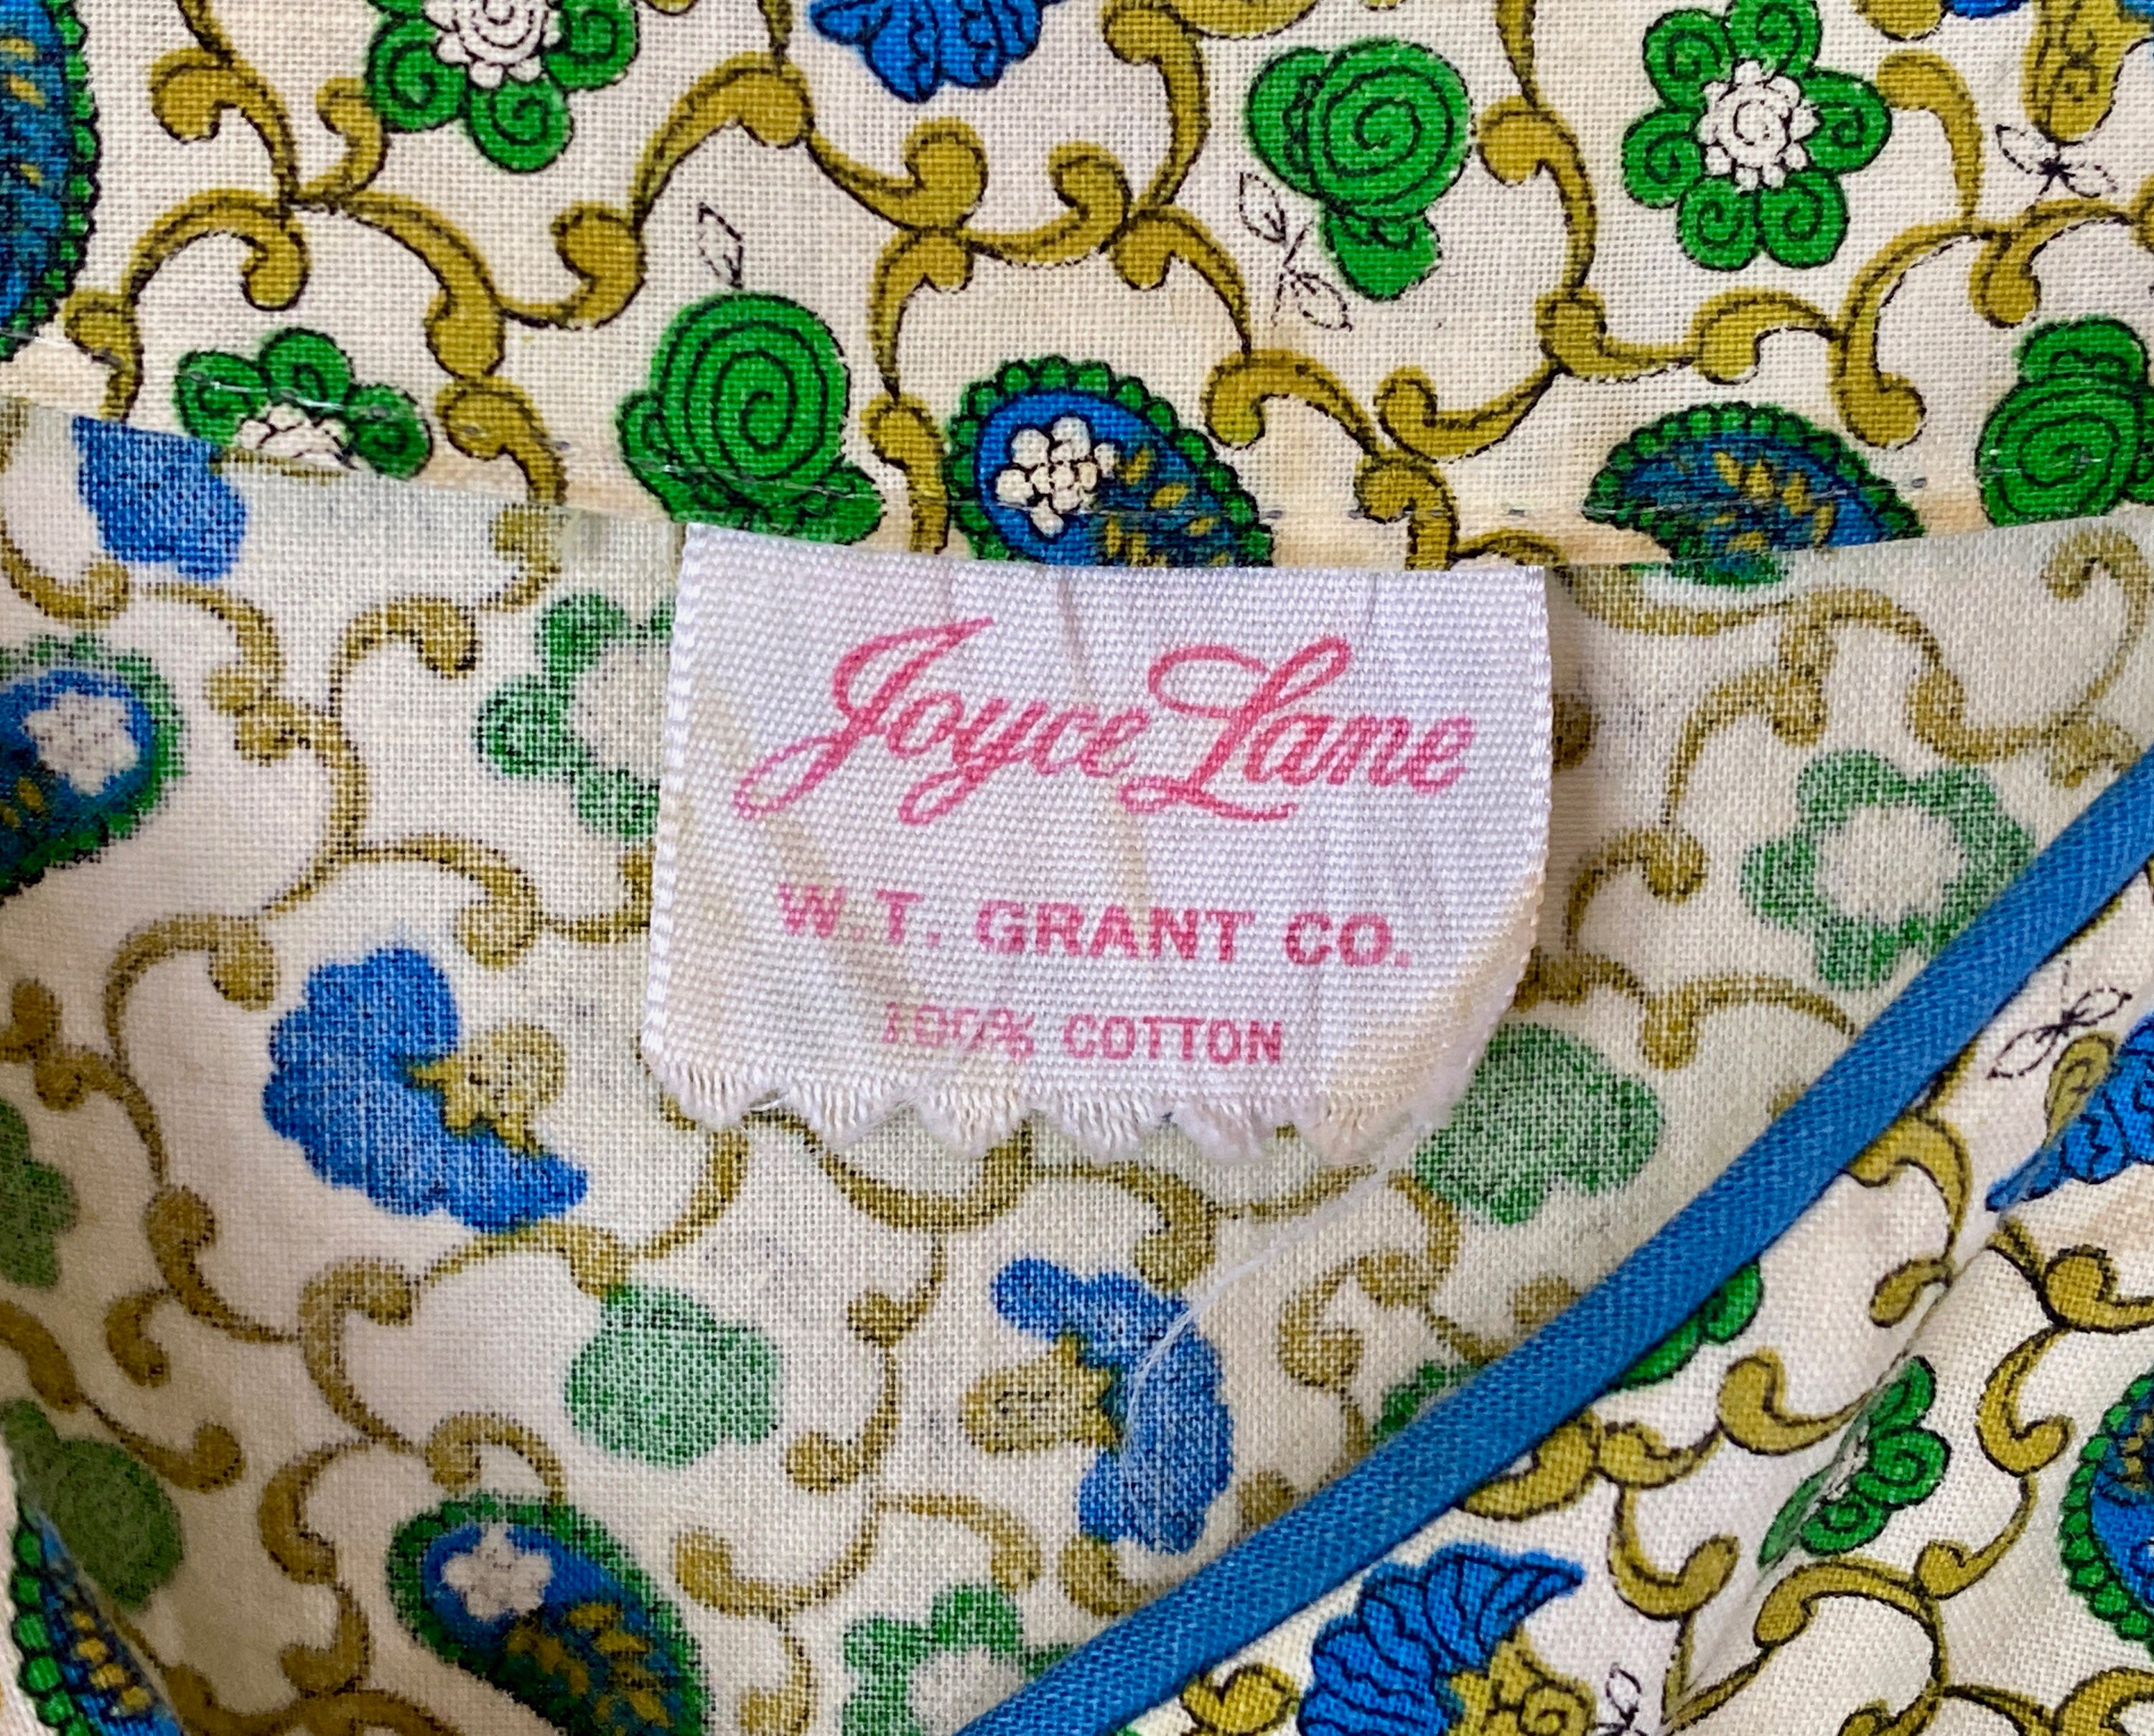 Joyce Lane
W.T. GRANT CO.
100% COTTON